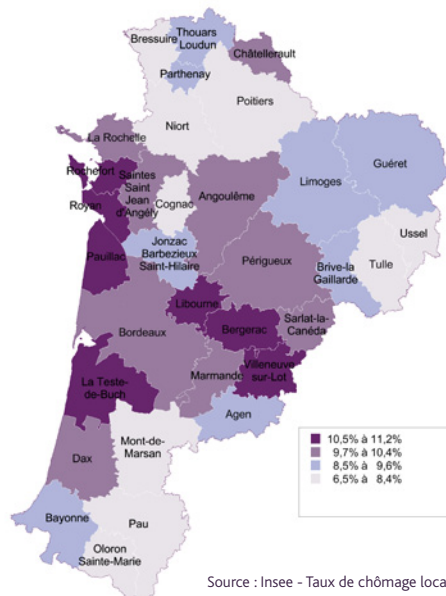 Bressuire
Thouars
Loudun
Châtellerault
Parthenay
Poitiers
Niort
La Rochelle
Rochefort
Saintes
Saint
Jean
d'Angély
Royan
Cognac
Angoulême
Limoges
Guéret
Jonzac
Barbezieux
Saint-Hilaire
Pauillac
Périgueux
Ussel
Tulle
Brive-la
Gaillarde
Libourne
Bordeaux
Bergerac
Sarlat-la-
Canéda
La Teste-
de-Buch
Marmande
Villeneuve
sur-Lot
Agen
Mont-de-
Marsan
Dax
Bayonne
Pau
Oloron
Sainte-Marie
10,5% à 11,2%
9,7% à 10,4%
8,5% à 9,6%
6,5% à 8,4%
Source : Insee - Taux de chômage loca